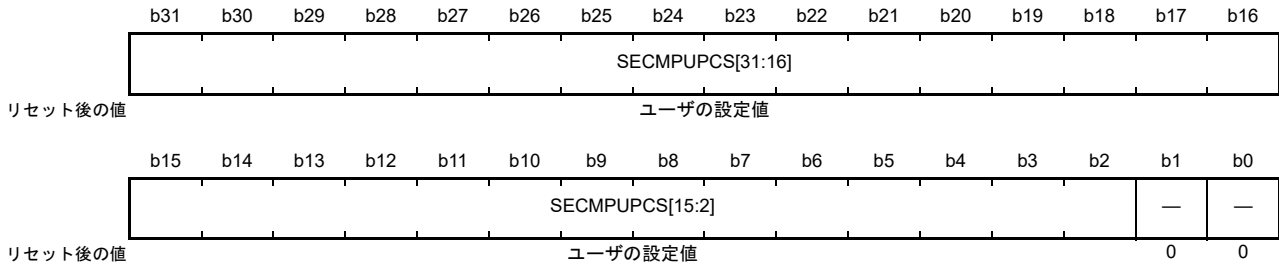 b31 b30 b29 b28 b27 b26 b25 b24 b23 b22 b21 b20 b19 b18 b17 b16
SECMPUPCS[31:16]
リセット後の値 ユーザの設定値
b15 b14 b13 b12 b11 b10 b9 b8 b7 b6 b5 b4 b3 b2 b1 b0
SECMPUPCS[15:2] — —
リセット後の値 ユーザの設定値 0 0